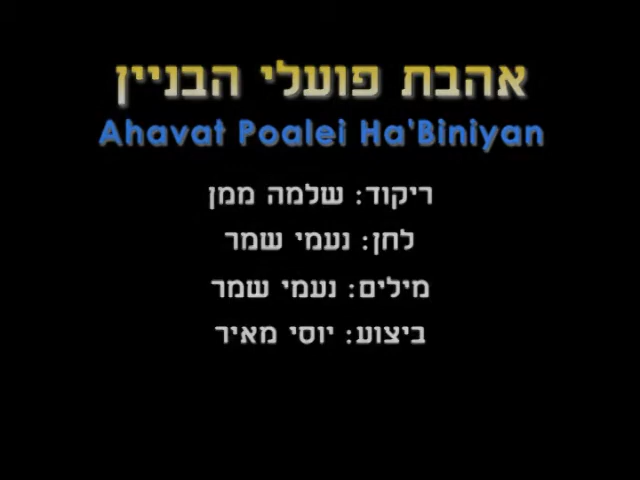 אהבת פועלי הבניין
Ahavat Poalei Ha'Biniyan
ריקוד: שלמה ממן
לחן: נעמי שמר
מילים: נעמי שמר
ביצוע: יוסי מאיר